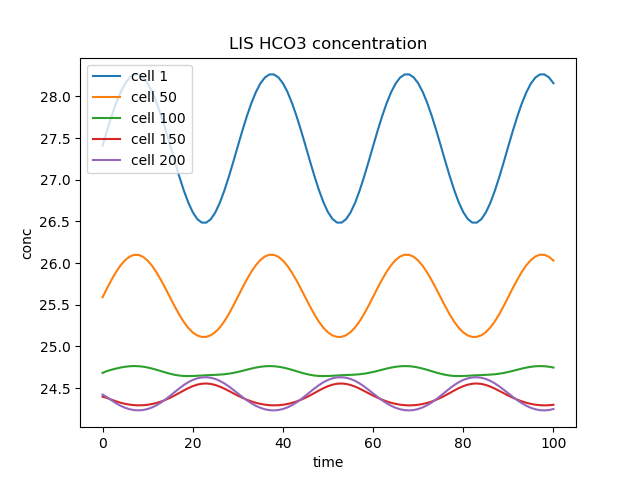 LIS HCO3 concentration
cell 1
cell 50
cell 100
cell 150
cell 200
conc
28.0
27.5
27.0
26.5
26.0
25.5
25.0
24.5
0 20 40 60 80 100
time